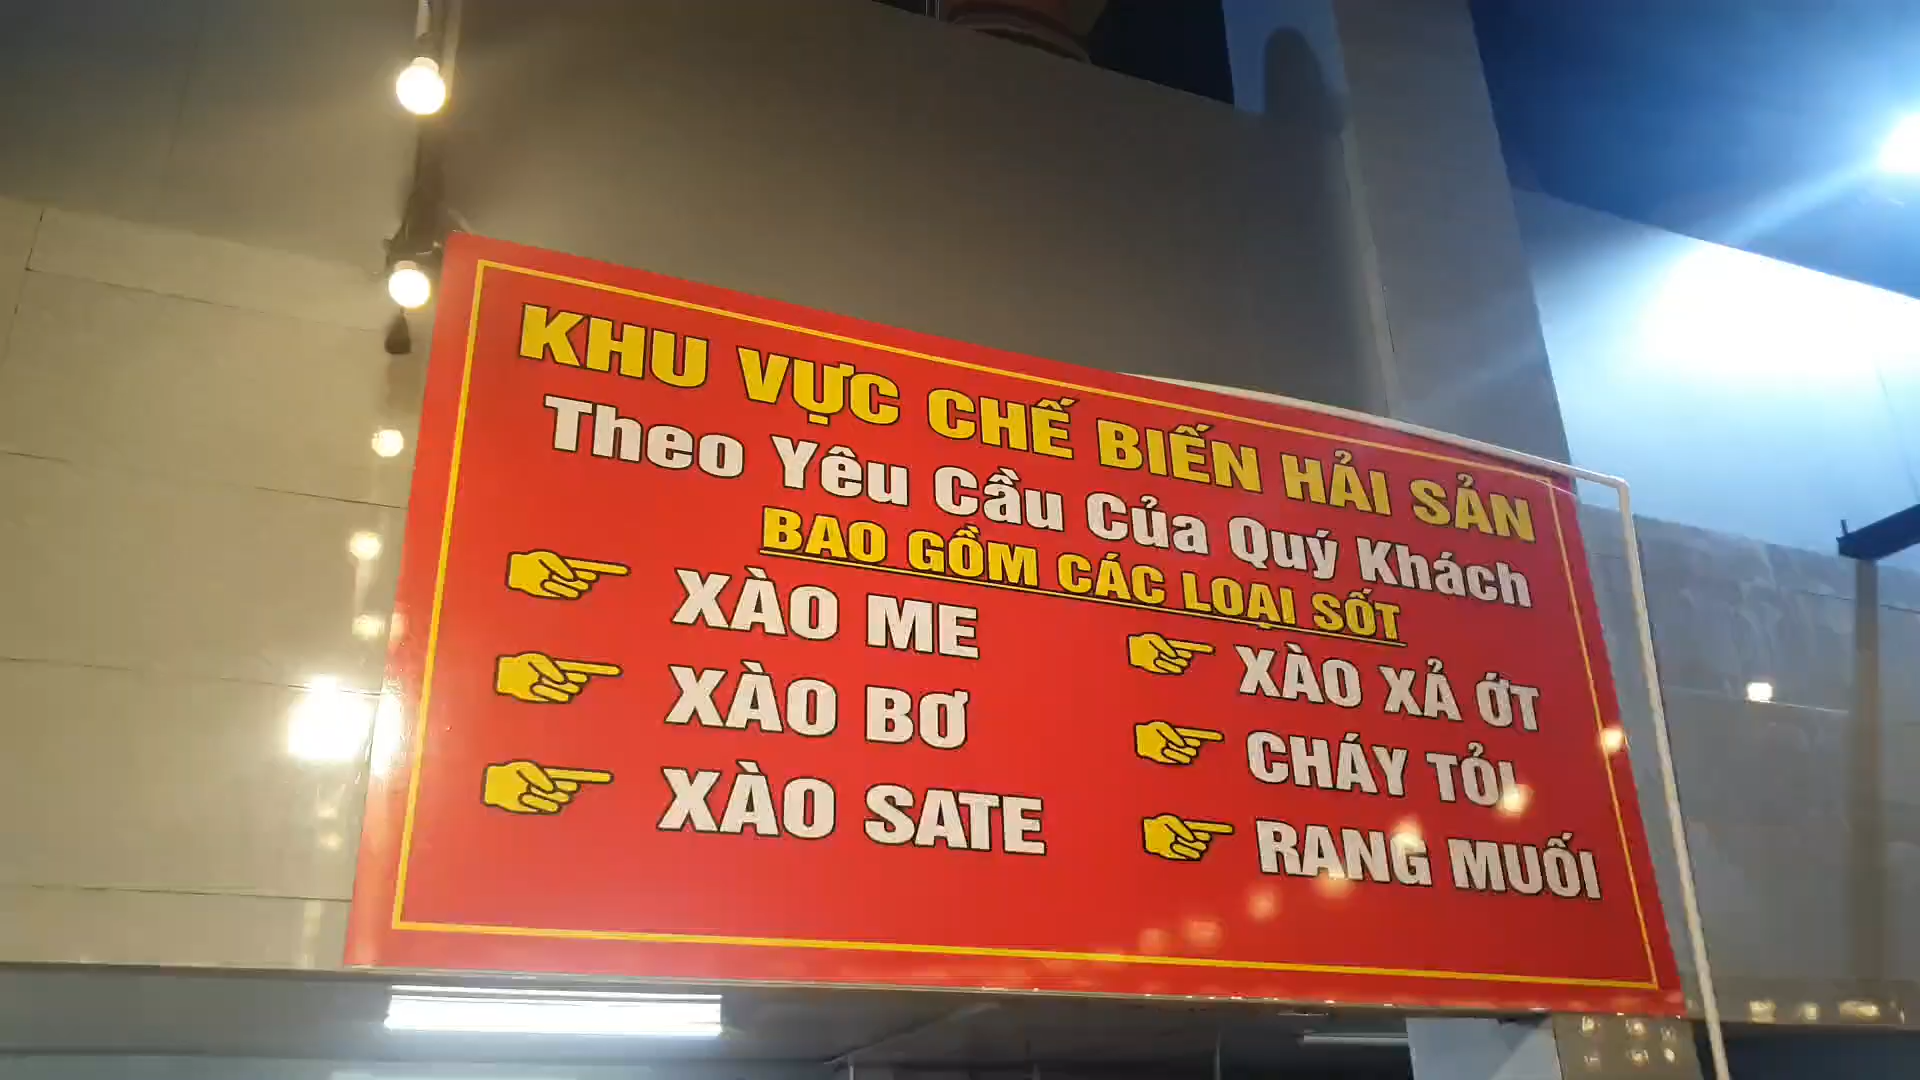 KHU VỰC CHẾ BIẾN HẢI SẢN
Theo Yêu Cầu Của Quý Khách
BAO GỒM CÁC LOẠI SỐT
XÀO ME
XÀO BƠ
XÀO SATE
XÀO XẢ ỚT
CHÁY TỎI
RANG MUỐI